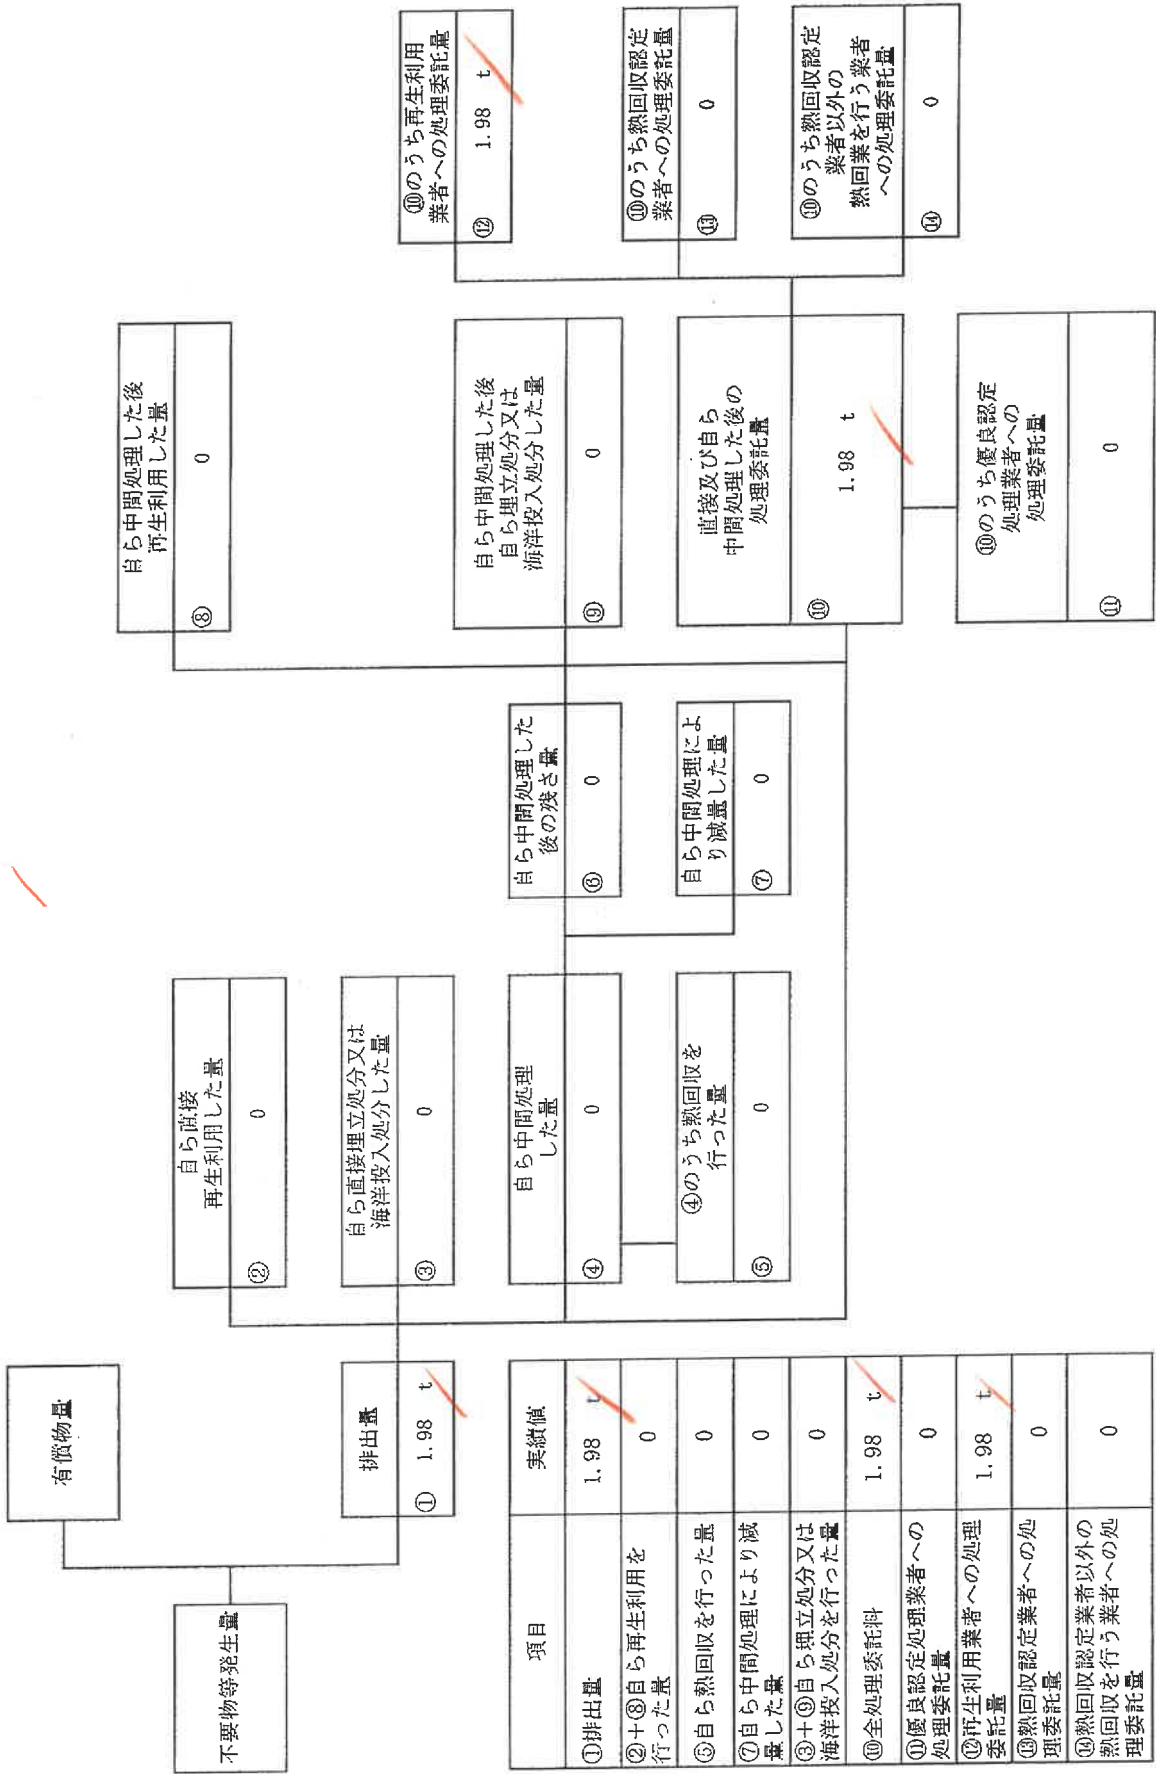 不要物等発生量
有償物量
排出量
① 1.98 t
自ら直接
再生利用した量
② 0
自ら直接埋立処分又は
海洋投入処分した量
③ 0
自ら中間処理
した量
④ 0
④のうち熱回収を
行った量
⑤ 0
自ら中間処理した
後の残さ量
⑥ 0
自ら中間処理によ
り減量した量
⑦ 0
自ら中間処理した後
再生利用した量
⑧ 0
自ら中間処理した後
自ら埋立処分又は
海洋投入処分した量
⑨ 0
直接及び自ら
中間処理した後の
処理委託量
⑩ 1.98 t
⑩のうち優良認定
処理業者への
処理委託量
⑪ 0
⑩のうち再生利用
業者への処理委託量
⑫ 1.98 t
⑩のうち熱回収認定
業者への処理委託量
⑬ 0
⑩のうち熱回収認定
業者以外の
熱回業を行う業者
への処理委託量
⑭ 0
項目 実績値
①排出量 1.98 t
②+⑧自ら再生利用を
行った量 0
⑤自ら熱回収を行った量 0
⑦自ら中間処理により減
量した量 0
③+⑨自ら埋立処分又は
海洋投入処分を行った量 0
⑩全処理委託料 1.98 t
⑪優良認定処理業者への
処理委託量 0
⑫再生利用業者への処理
委託量 1.98 t
⑬熱回収認定業者への処
理委託量 0
⑭熱回収認定業者以外の
熱回収を行う業者への処
理委託量 0